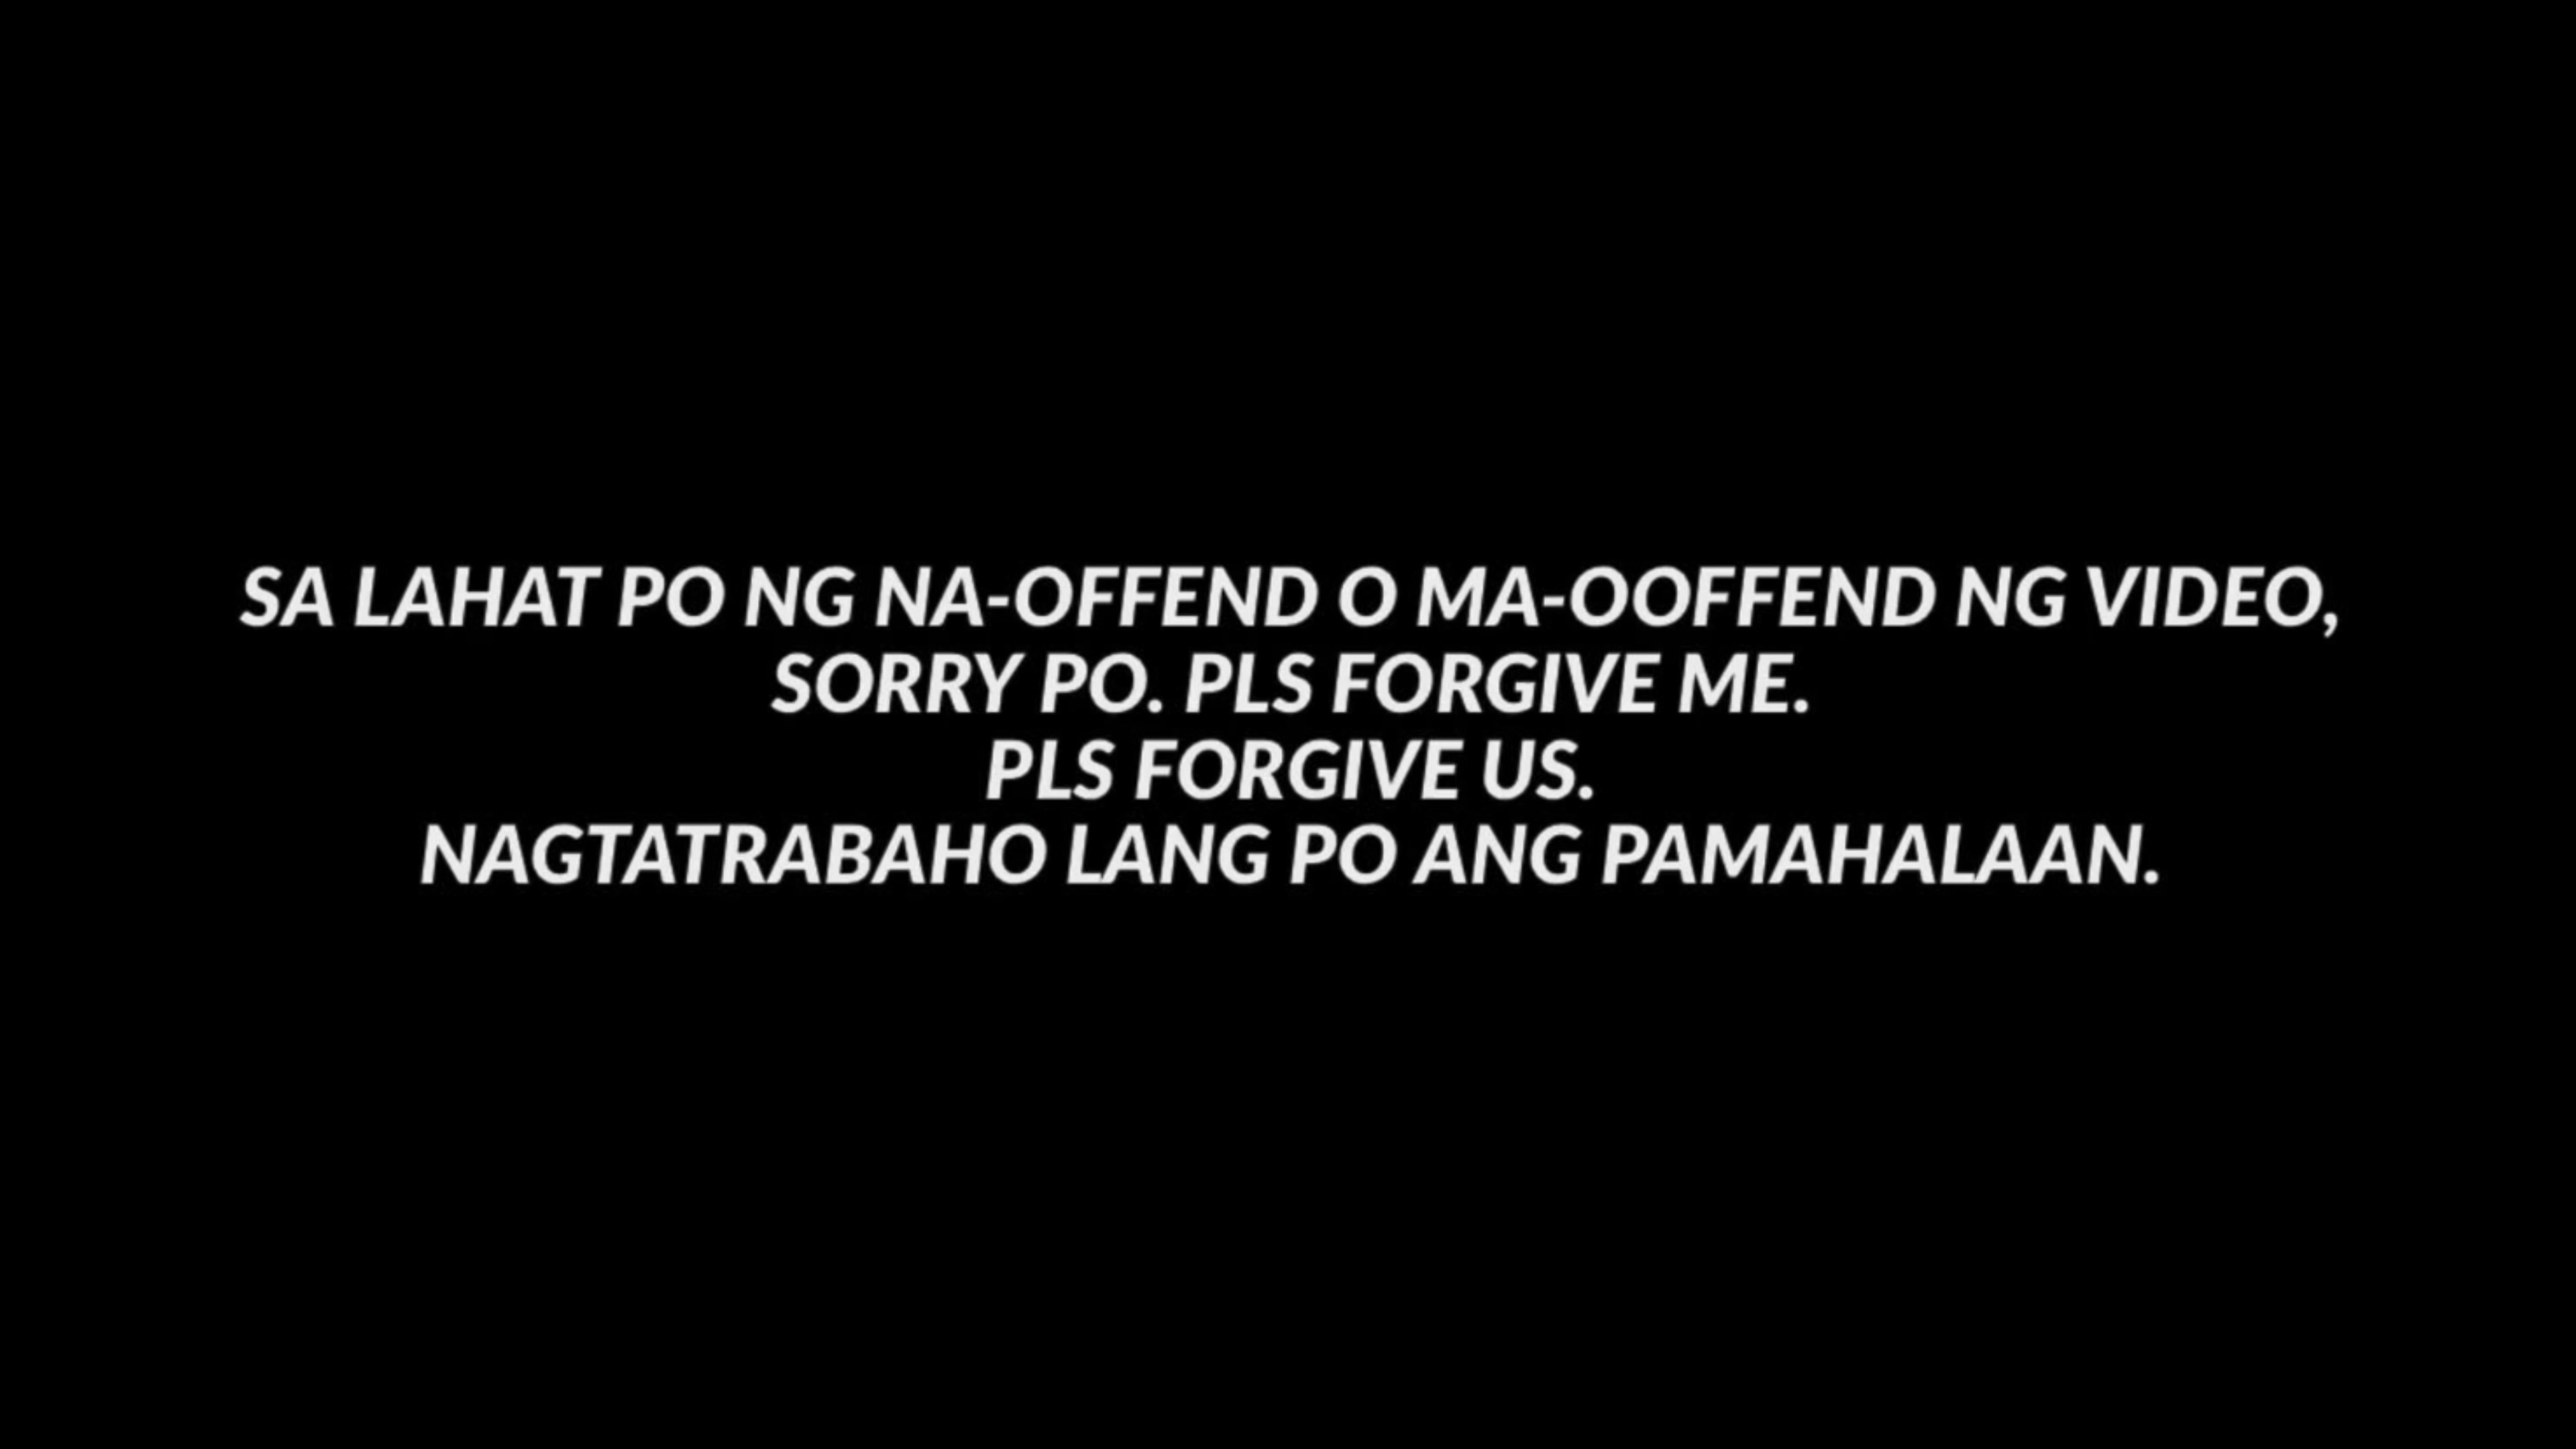 SA LAHAT PO NG NA-OFFEND O MA-OOFFEND NG VIDEO,
SORRY PO. PLS FORGIVE ME.
PLS FORGIVE US.
NAGTATRABAHO LANG PO ANG PAMAHALAAN.